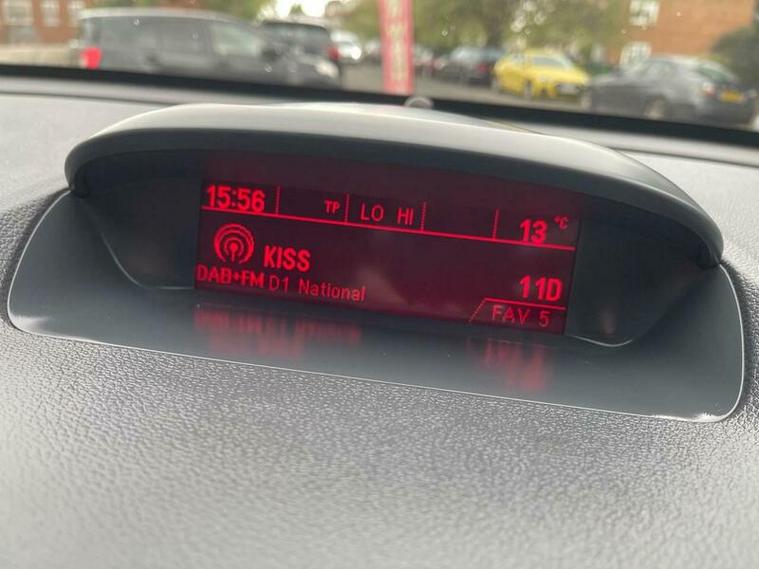 15:56 TP LO HI 13 °C
KISS
DAB+FM D1 National 11D
FAV 5